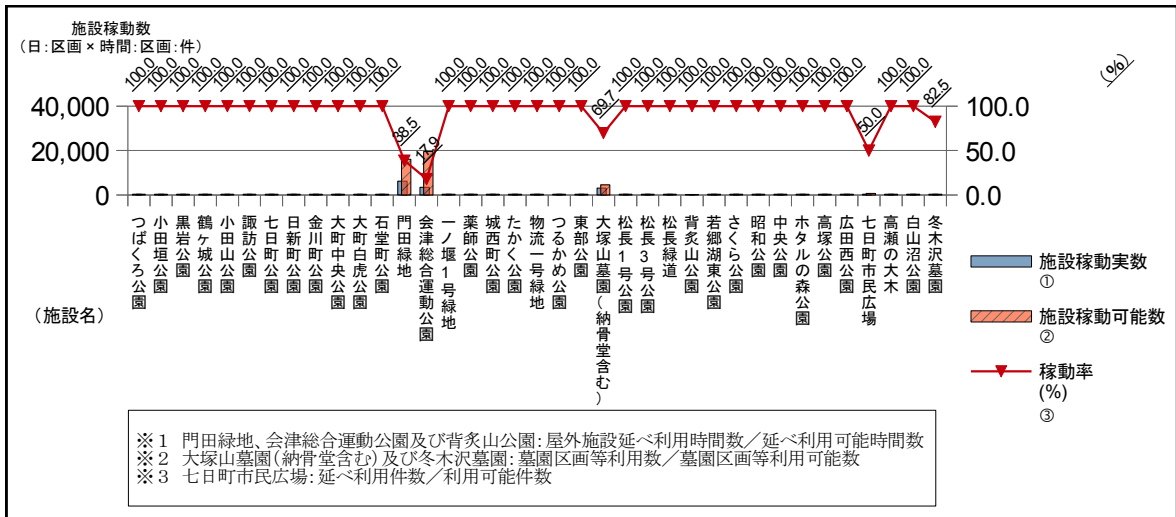 施設稼動数
(日:区画 × 時間:区画:件)
(%)
100.0
100.0
100.0
100.0
100.0
100.0
100.0
100.0
100.0
100.0
100.0
100.0
38.5
17.9
100.0
100.0
100.0
100.0
100.0
100.0
100.0
69.7
100.0
100.0
100.0
100.0
100.0
100.0
100.0
100.0
100.0
100.0
100.0
50.0
100.0
100.0
82.5
40,000
20,000
0
100.0
50.0
0.0
(施設名)
つばくろ公園
小田垣公園
黒岩公園
鶴ヶ城公園
小田山公園
諏訪公園
七日町公園
日新町公園
金川町公園
大町中央公園
大町白虎公園
石堂町公園
門田緑地
会津総合運動公園
一ノ堰1号緑地
薬師公園
城西町公園
たかく公園
物流一号緑地
つるかめ公園
東部公園
大塚山墓園(納骨堂含む)
松長1号公園
松長3号公園
松長緑道
背炙山公園
若郷湖東公園
さくら公園
昭和公園
中央公園
ホタルの森公園
高塚公園
広田西公園
七日町市民広場
高瀬の大木
白山沼公園
冬木沢墓園
施設稼動実数
①
施設稼動可能数
②
稼動率
(%)
③
※1 門田緑地、会津総合運動公園及び背炙山公園:屋外施設延べ利用時間数/延べ利用可能時間数
※2 大塚山墓園(納骨堂含む)及び冬木沢墓園:墓園区画等利用数/墓園区画等利用可能数
※3 七日町市民広場:延べ利用件数/利用可能件数